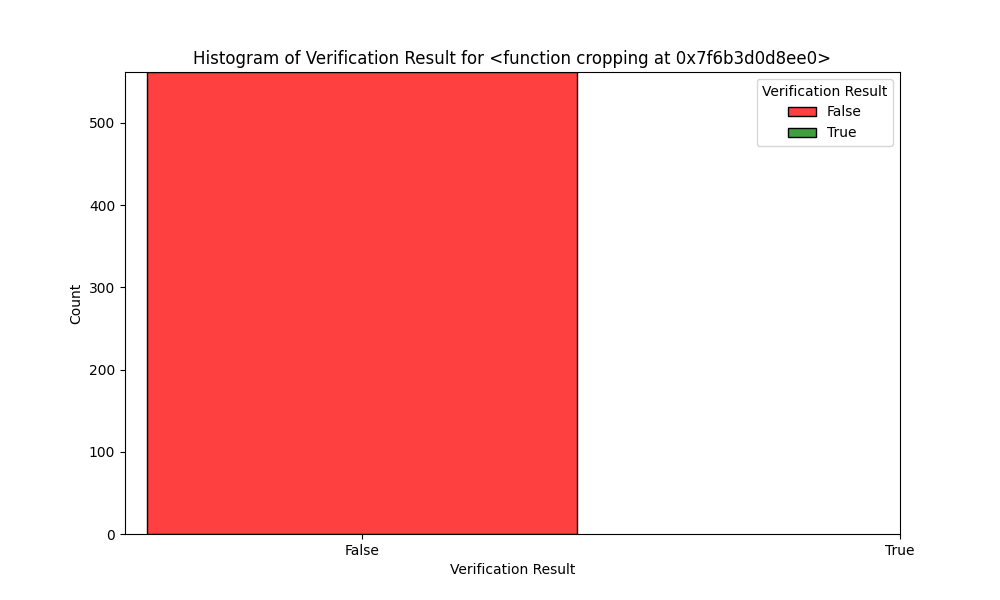 Histogram of Verification Result for <function cropping at 0x7f6b3d0d8ee0>
Verification Result
False
True
500
400
300
200
100
0
Count
False
True
Verification Result